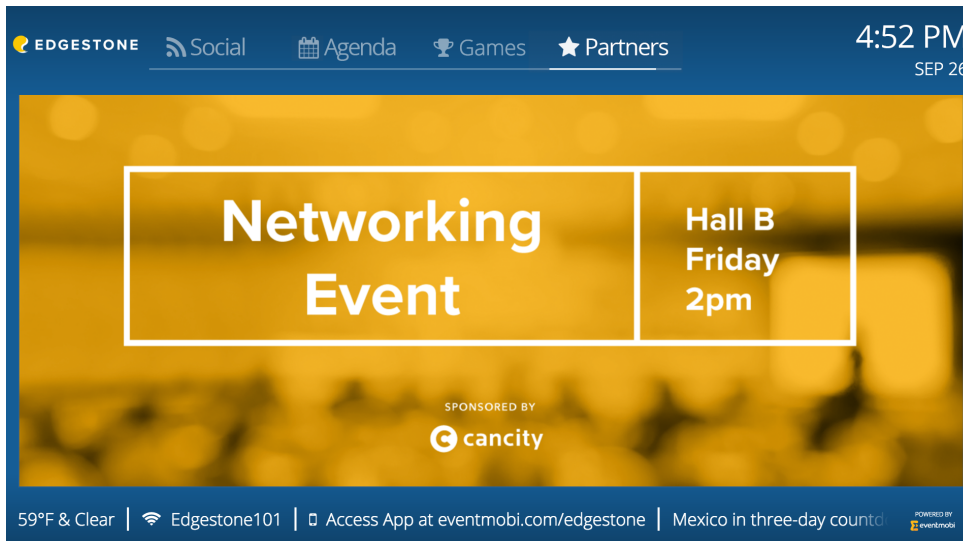 EDGESTONE
Social
Agenda
Games
Partners
4:52 PM
SEP 26
Networking
Event
Hall B
Friday
2pm
SPONSORED BY
cancity
59°F & Clear
Edgestone101
Access App at eventmobi.com/edgestone
Mexico in three-day countd
POWERED BY
eventmobi